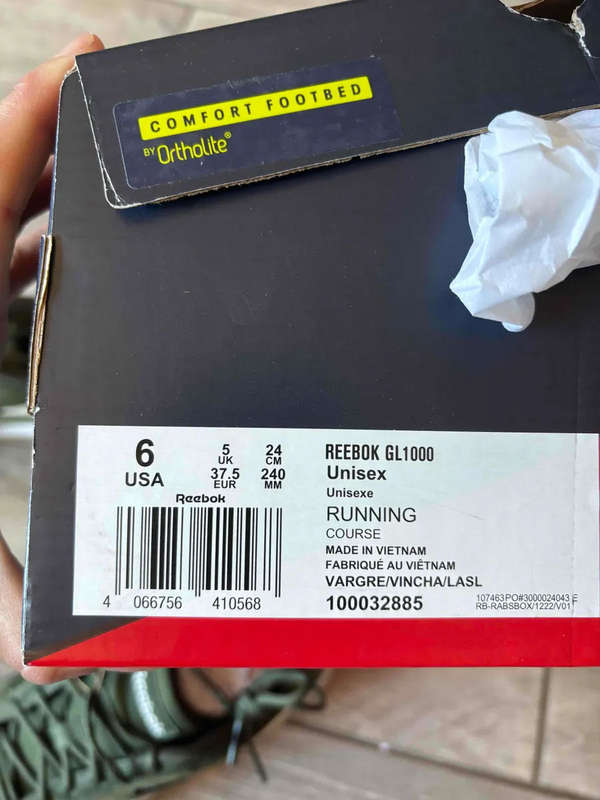 COMFORT FOOTBED
BY Ortholite®
6
USA
5
UK
37.5
EUR
24
CM
240
MM
Reebok
4 066756 410568
REEBOK GL1000
Unisex
Unisexe
RUNNING
COURSE
MADE IN VIETNAM
FABRIQUÉ AU VIÊTNAM
VARGRE/VINCHA/LASL
100032885
107463PO#3000024043 E
RB-RABSBOX/1222/V01
Reebok